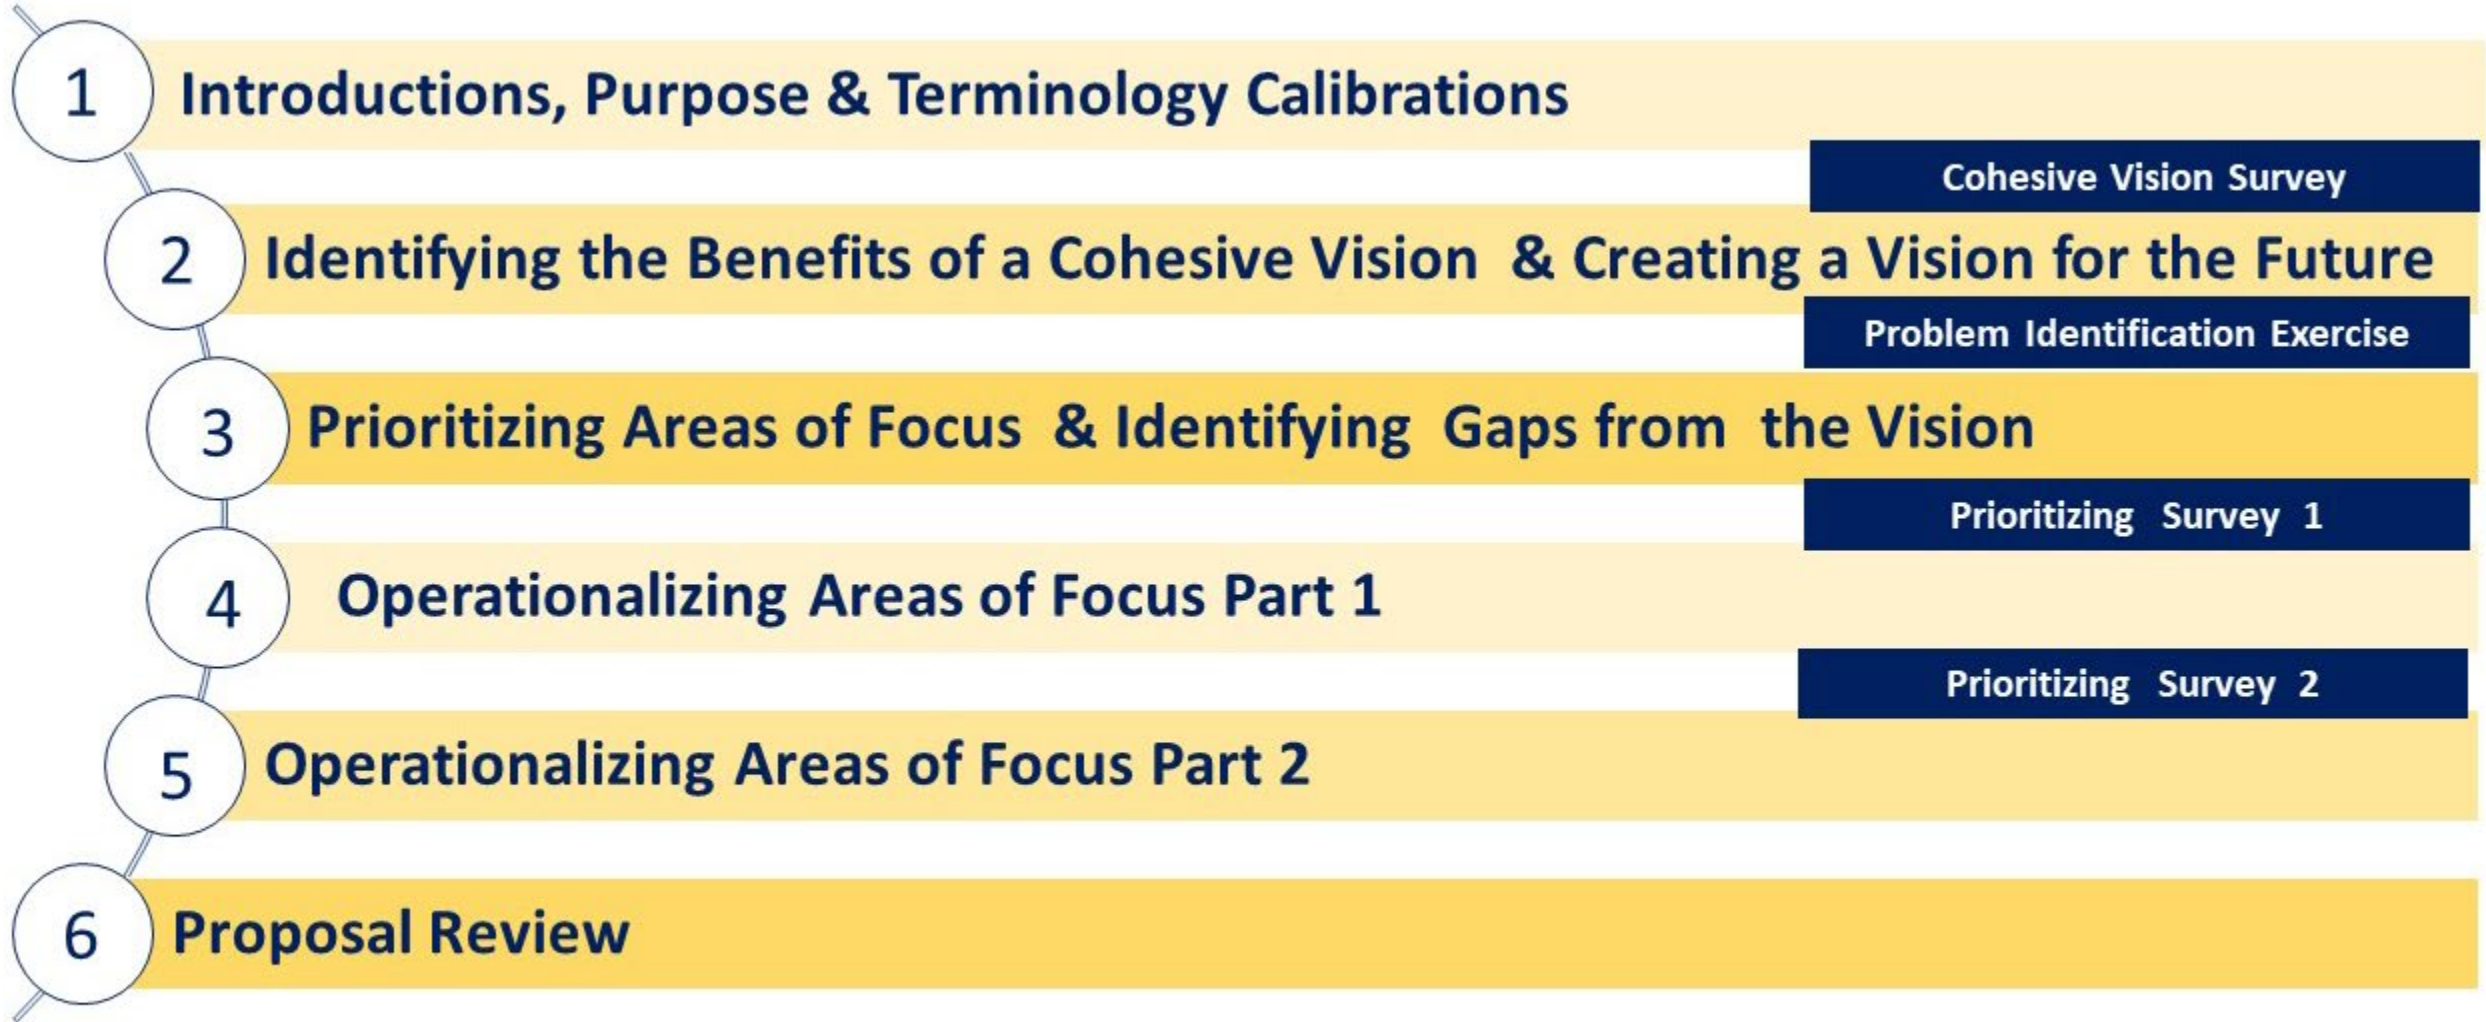 1
Introductions, Purpose & Terminology Calibrations
Cohesive Vision Survey
2
Identifying the Benefits of a Cohesive Vision & Creating a Vision for the Future
Problem Identification Exercise
3
Prioritizing Areas of Focus & Identifying Gaps from the Vision
Prioritizing Survey 1
4
Operationalizing Areas of Focus Part 1
Prioritizing Survey 2
5
Operationalizing Areas of Focus Part 2
6
Proposal Review